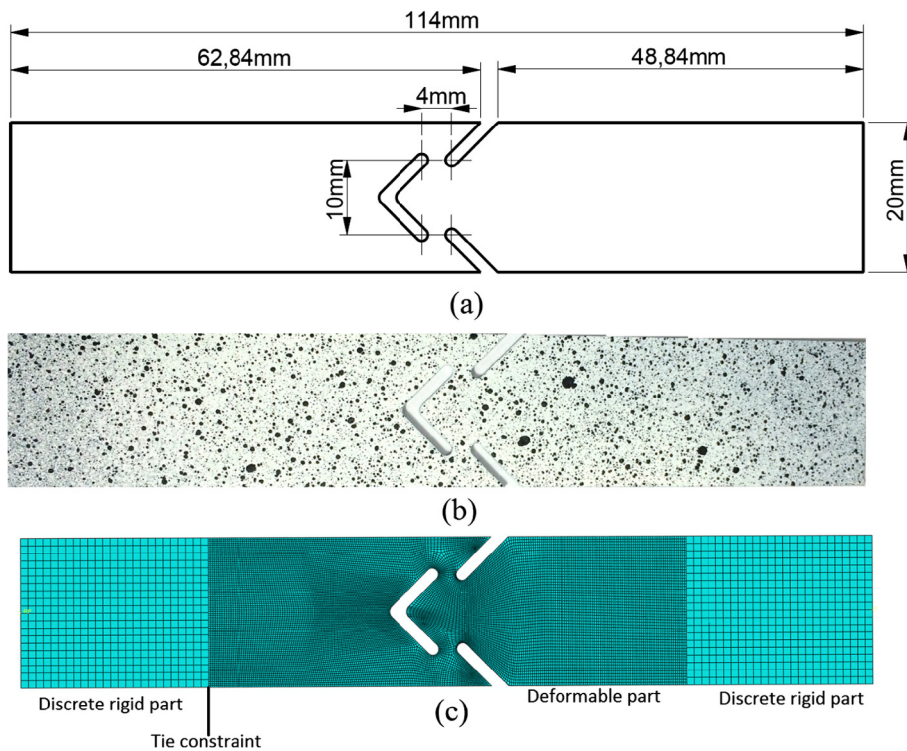 114mm
62,84mm
48,84mm
4mm
10mm
20mm
(a)
(b)
Discrete rigid part
Deformable part
Discrete rigid part
(c)
Tie constraint